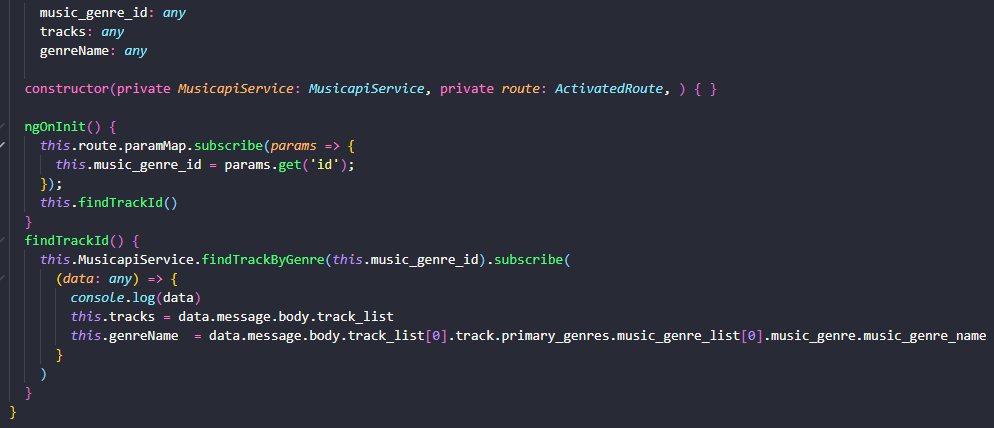 music_genre_id: any
tracks: any
genreName: any
constructor(private MusicapiService: MusicapiService, private route: ActivatedRoute, ) { }
ngOnInit() {
this.route.paramMap.subscribe(params => {
this.music_genre_id = params.get('id');
});
this.findTrackId()
}
findTrackId() {
this.MusicapiService.findTrackByGenre(this.music_genre_id).subscribe(
(data: any) => {
console.log(data)
this.tracks = data.message.body.track_list
this.genreName  = data.message.body.track_list[0].track.primary_genres.music_genre_list[0].music_genre.music_genre_name
}
)
}
}